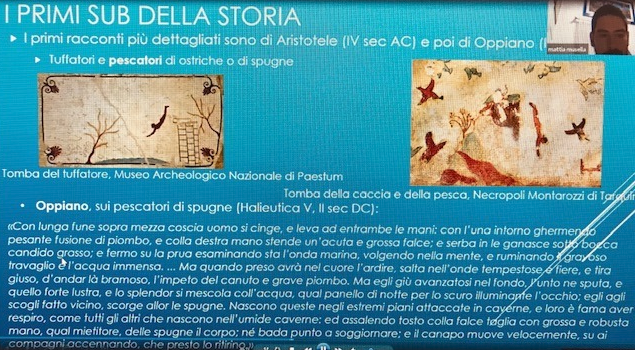 I PRIMI SUB DELLA STORIA
I primi racconti più dettagliati sono di Aristotele (IV sec AC) e poi di Oppiano (I
mattia musella
Tuffatori e pescatori di ostriche o di spugne
Tomba del tuffatore, Museo Archeologico Nazionale di Paestum
Tomba della caccia e della pesca, Necropoli Montarozzi di Tarquin
Oppiano, sui pescatori di spugne (Halieutica V, II sec DC):
«Con lunga fune sopra mezza coscia uomo si cinge, e leva ad entrambe le mani; con l'una intorno ghermendo
pesante fusione di piombo, e colla destra mano stende un'acuta e grossa falce; e serba in le ganasce sotto bocca
candido grasso; e fermo su la prua esaminando sta l'onda marina, volgendo nella mente, e ruminando il gravoso
travaglio e l'acqua immensa. ... Ma quando preso avrà nel cuore l'ardire, salta nell'onde tempestose e fiere, e tira
giuso, d'andar là bramoso, l'impeto del canuto e grave piombo. Ma egli giù avanzatosi nel fondo, l'unto ne sputa, e
quello forte lustra, e lo splendor si mescola coll'acqua, qual panello di notte per lo scuro illuminante l'occhio; egli agli
scogli fatto vicino, scorge allor le spugne. Nascono queste negli estremi piani attaccate in caverne, e loro è fama aver
respiro, come tutti gli altri che nascono nell'umide caverne; ed assalendo tosto colla falce taglia con grossa e robusta
mano, qual mietitore, delle spugne il corpo; né bada punto a soggiorno; e il canapo muove velocemente, su ai
compagni accennando, che presto lo ritirino.»